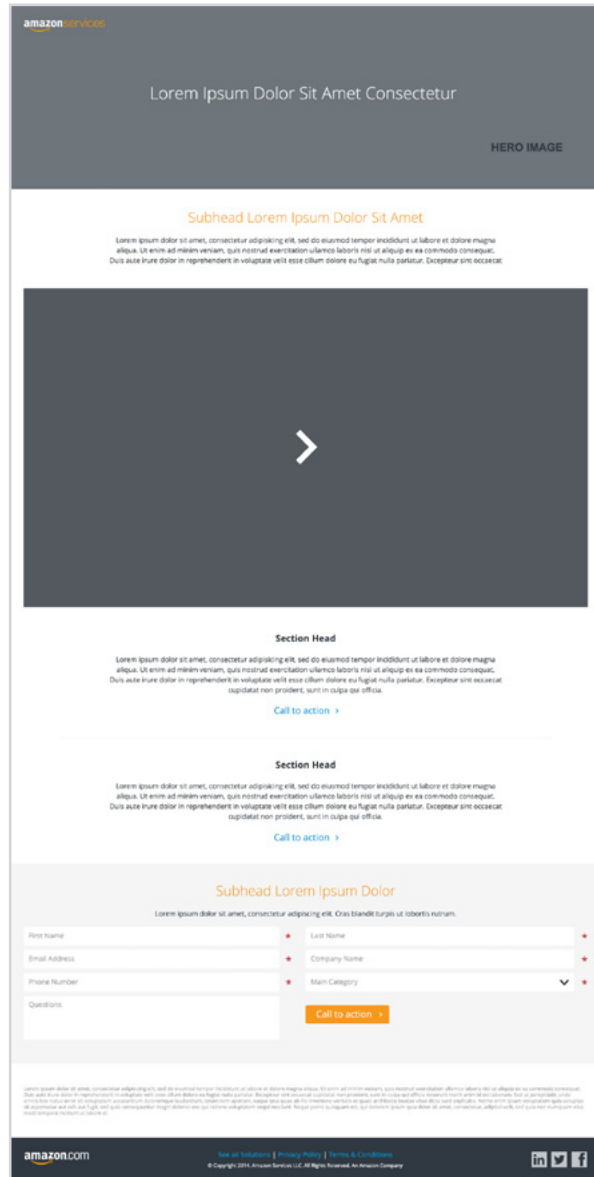 amazonservices
Lorem Ipsum Dolor Sit Amet Consectetur
HERO IMAGE
Subhead Lorem Ipsum Dolor Sit Amet
Lorem ipsum dolor sit amet, consectetur adipisking elit, sed do eiusmod tempor incididunt ut labore et dolore magna
aliqua. Ut enim ad minim veniam, quis nostrud exercitation ullamco laboris nisi ut aliquip ex ea commodo consequat.
Duis aute irure dolor in reprehenderit in voluptate velit esse cillum dolore eu fugiat nulla pariatur. Excepteur sint occaecat
Section Head
Lorem ipsum dolor sit amet, consectetur adipisking elit, sed do eiusmod tempor incididunt ut labore et dolore magna
aliqua. Ut enim ad minim veniam, quis nostrud exercitation ullamco laboris nisi ut aliquip ex ea commodo consequat.
Duis aute irure dolor in reprehenderit in voluptate velit esse cillum dolore eu fugiat nulla pariatur. Excepteur sint occaecat
cupidatat non proident, sunt in culpa qui officia.
Call to action ›
Section Head
Lorem ipsum dolor sit amet, consectetur adipisking elit, sed do eiusmod tempor incididunt ut labore et dolore magna
aliqua. Ut enim ad minim veniam, quis nostrud exercitation ullamco laboris nisi ut aliquip ex ea commodo consequat.
Duis aute irure dolor in reprehenderit in voluptate velit esse cillum dolore eu fugiat nulla pariatur. Excepteur sint occaecat
cupidatat non proident, sunt in culpa qui officia.
Call to action ›
Subhead Lorem Ipsum Dolor
Lorem ipsum dolor sit amet, consectetur adipiscing elit. Cras blandit turpis ut lobortis rutrum.
First Name * Last Name *
Email Address * Company Name *
Phone Number * Main Category *
Questions
Call to action ›
amazon.com
See all Solutions | Privacy Policy | Terms & Conditions
© Copyright 2014, Amazon Services LLC. All Rights Reserved. An Amazon Company
in f